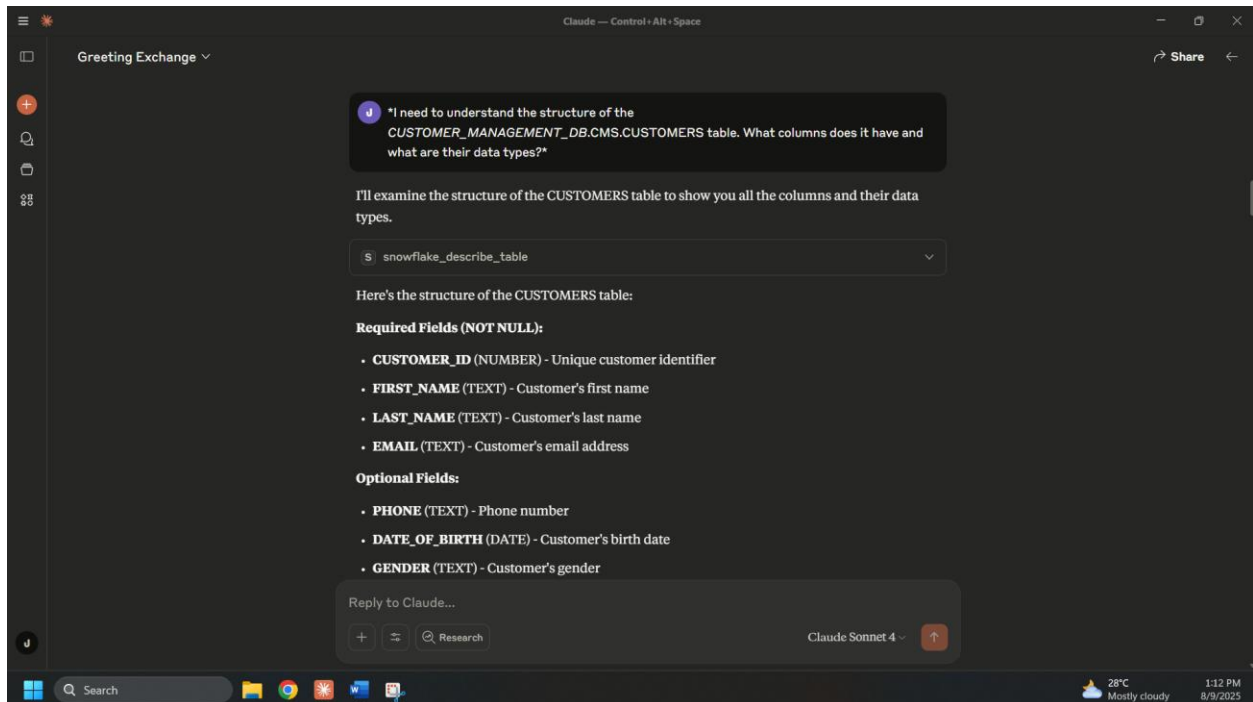 Claude — Control+Alt+Space
Greeting Exchange
Share
J
*I need to understand the structure of the
CUSTOMER_MANAGEMENT_DB.CMS.CUSTOMERS table. What columns does it have and
what are their data types?*
I'll examine the structure of the CUSTOMERS table to show you all the columns and their data
types.
S snowflake_describe_table
Here's the structure of the CUSTOMERS table:
Required Fields (NOT NULL):
• CUSTOMER_ID (NUMBER) - Unique customer identifier
• FIRST_NAME (TEXT) - Customer's first name
• LAST_NAME (TEXT) - Customer's last name
• EMAIL (TEXT) - Customer's email address
Optional Fields:
• PHONE (TEXT) - Phone number
• DATE_OF_BIRTH (DATE) - Customer's birth date
• GENDER (TEXT) - Customer's gender
Reply to Claude...
Research
Claude Sonnet 4
J
Search
28°C
Mostly cloudy
1:12 PM
8/9/2025